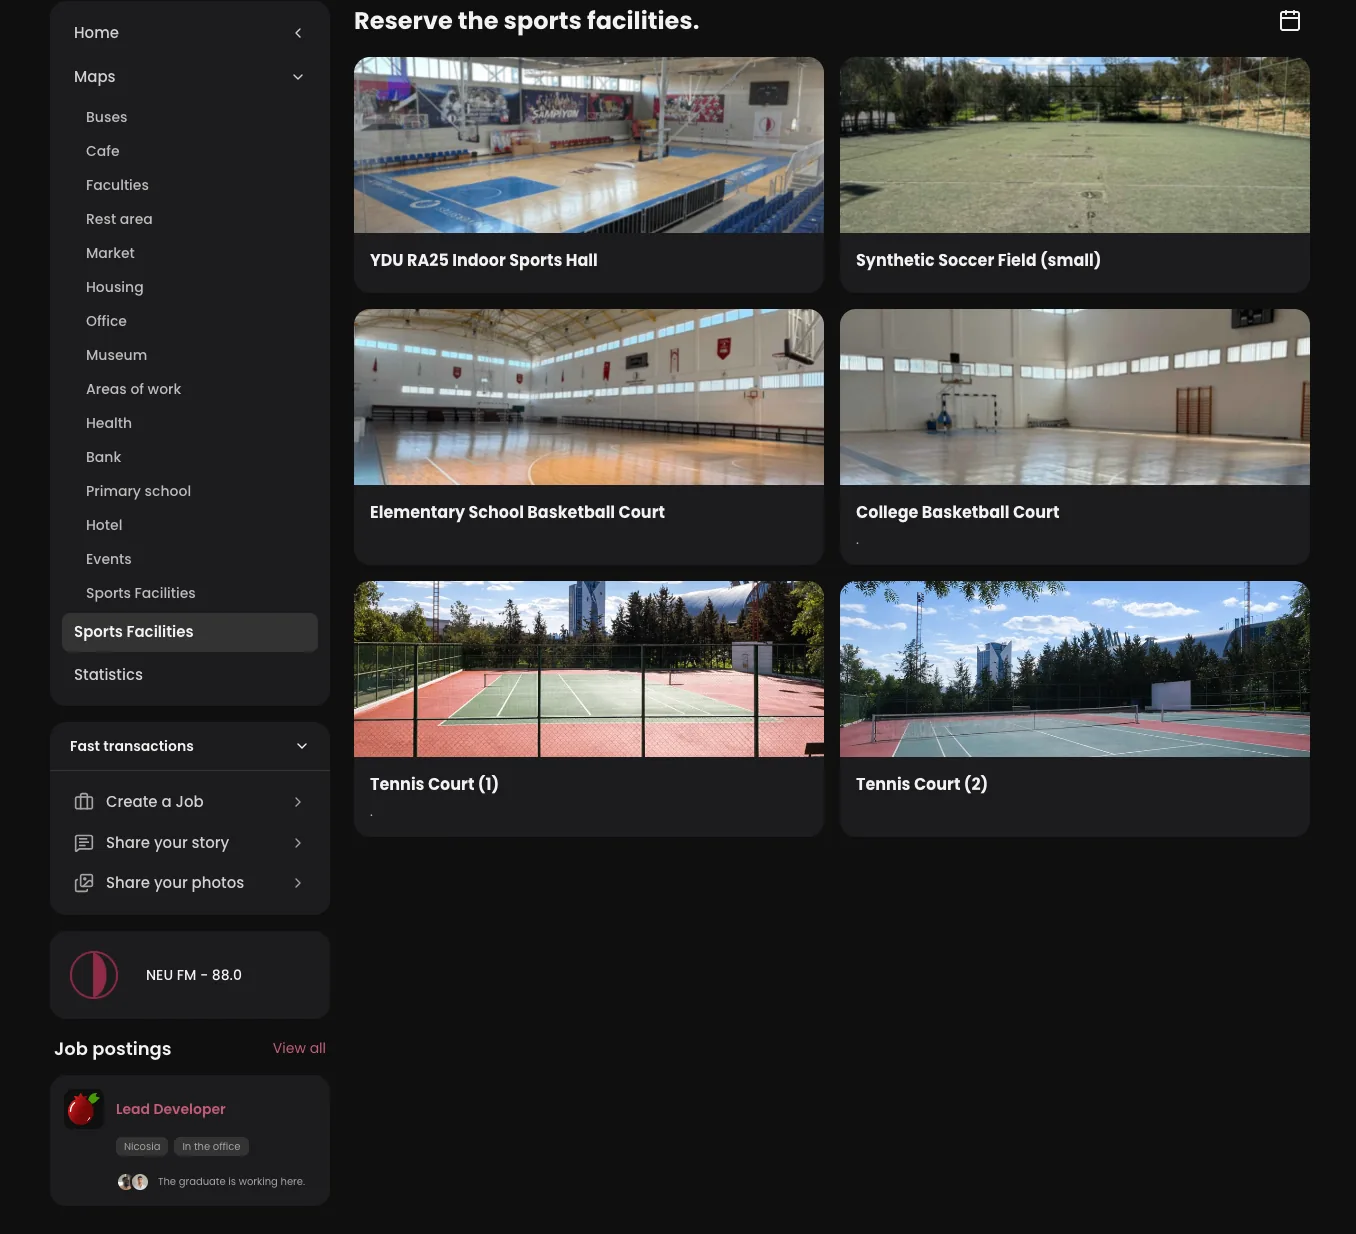 Home
Maps
Buses
Cafe
Faculties
Rest area
Market
Housing
Office
Museum
Areas of work
Health
Bank
Primary school
Hotel
Events
Sports Facilities
Sports Facilities
Statistics
Fast transactions
Create a Job
Share your story
Share your photos
NEU FM - 88.0
Job postings
View all
Lead Developer
Nicosia
In the office
The graduate is working here.
Reserve the sports facilities.
ŞAMPİYON
YDU RA25 Indoor Sports Hall
Synthetic Soccer Field (small)
Elementary School Basketball Court
College Basketball Court
.
Tennis Court (1)
.
Tennis Court (2)